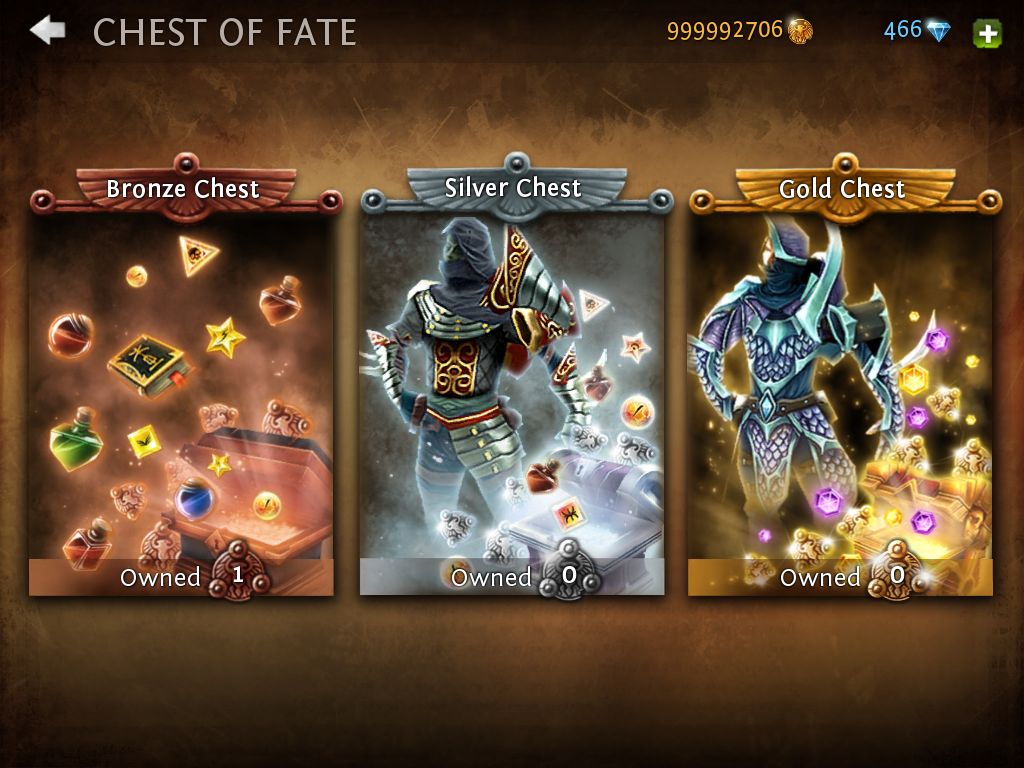 CHEST OF FATE
999992706
466
Bronze Chest
Silver Chest
Gold Chest
Owned 1
Owned 0
Owned 0